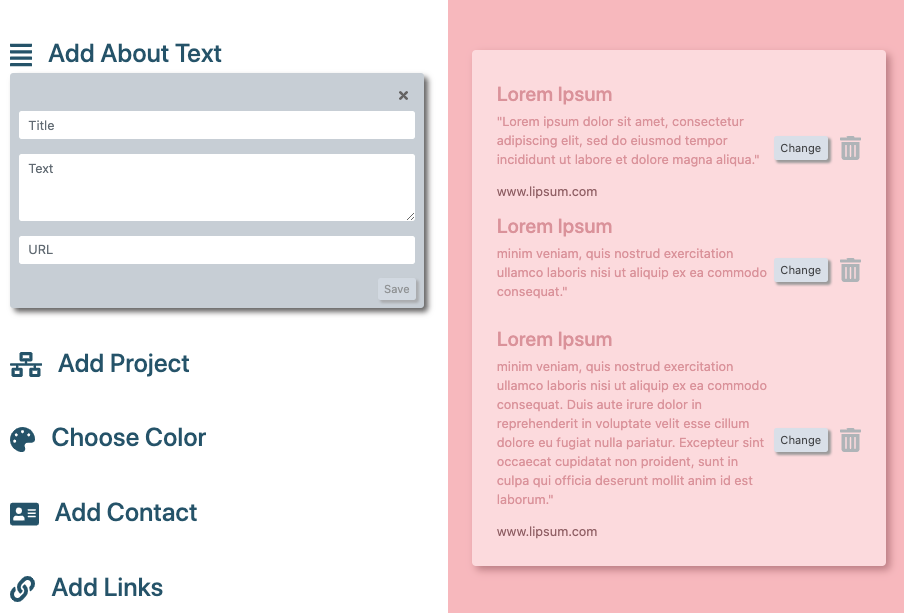 Add About Text
×
Title
Text
URL
Save
Add Project
Choose Color
Add Contact
Add Links
Lorem Ipsum
"Lorem ipsum dolor sit amet, consectetur
adipiscing elit, sed do eiusmod tempor
incididunt ut labore et dolore magna aliqua."
Change
www.lipsum.com
Lorem Ipsum
minim veniam, quis nostrud exercitation
ullamco laboris nisi ut aliquip ex ea commodo
consequat."
Change
Lorem Ipsum
minim veniam, quis nostrud exercitation
ullamco laboris nisi ut aliquip ex ea commodo
consequat. Duis aute irure dolor in
reprehenderit in voluptate velit esse cillum
dolore eu fugiat nulla pariatur. Excepteur sint
occaecat cupidatat non proident, sunt in
culpa qui officia deserunt mollit anim id est
laborum."
Change
www.lipsum.com